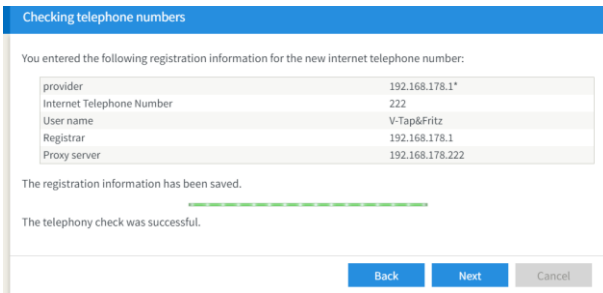 Checking telephone numbers
You entered the following registration information for the new internet telephone number:
provider 192.168.178.1*
Internet Telephone Number 222
User name V-Tap&Fritz
Registrar 192.168.178.1
Proxy server 192.168.178.222
The registration information has been saved.
The telephony check was successful.
Back Next Cancel